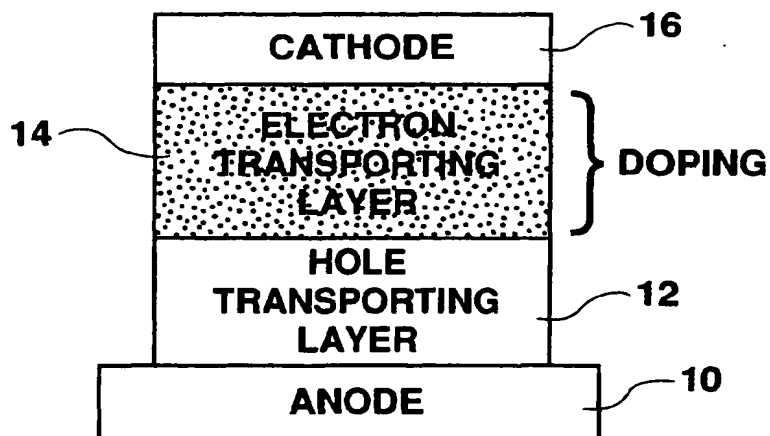 CATHODE
16
14
ELECTRON
TRANSPORTING
LAYER
DOPING
HOLE
TRANSPORTING
LAYER
12
ANODE
10